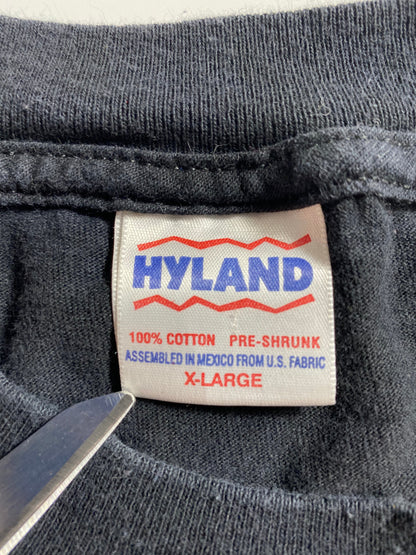 HYLAND
100% COTTON PRE-SHRUNK
ASSEMBLED IN MEXICO FROM U.S. FABRIC
X-LARGE